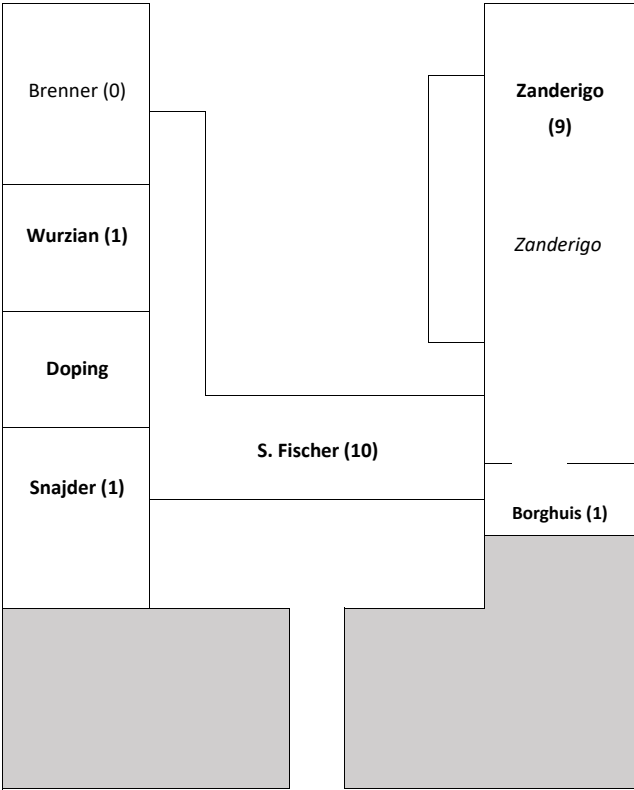 Brenner (0)
Zanderigo
(9)
Wurzian (1)
Zanderigo
Doping
S. Fischer (10)
Snajder (1)
Borghuis (1)